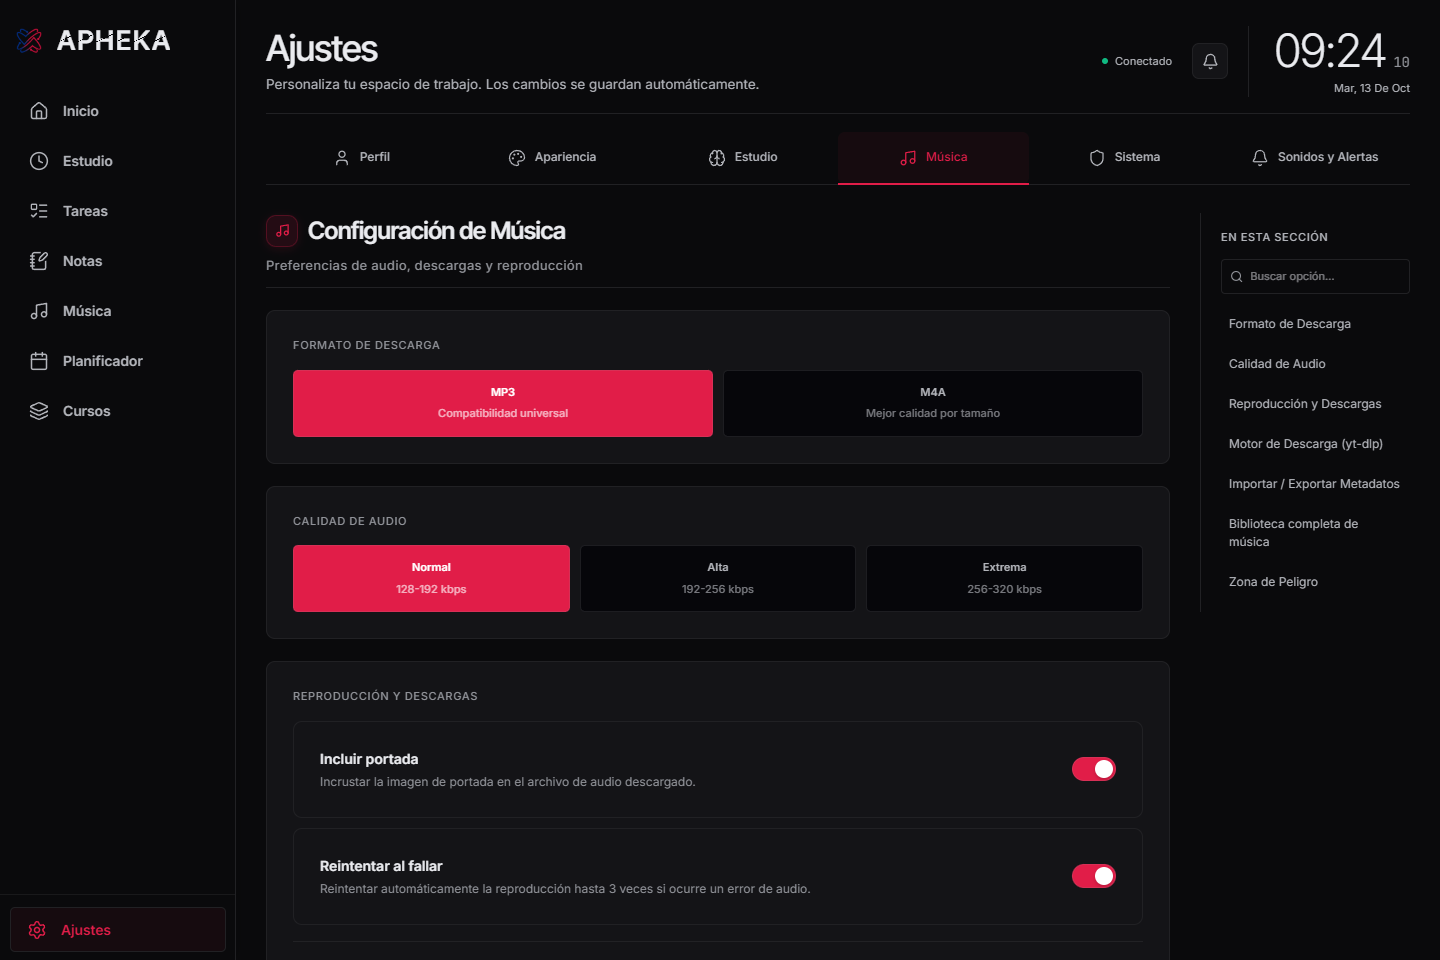 APHEKA
Inicio
Estudio
Tareas
Notas
Música
Planificador
Cursos
Ajustes
Ajustes
Personaliza tu espacio de trabajo. Los cambios se guardan automáticamente.
Conectado
09:24 10
Mar, 13 De Oct
Perfil
Apariencia
Estudio
Música
Sistema
Sonidos y Alertas
Configuración de Música
Preferencias de audio, descargas y reproducción
FORMATO DE DESCARGA
MP3
Compatibilidad universal
M4A
Mejor calidad por tamaño
CALIDAD DE AUDIO
Normal
128-192 kbps
Alta
192-256 kbps
Extrema
256-320 kbps
REPRODUCCIÓN Y DESCARGAS
Incluir portada
Incrustar la imagen de portada en el archivo de audio descargado.
Reintentar al fallar
Reintentar automáticamente la reproducción hasta 3 veces si ocurre un error de audio.
EN ESTA SECCIÓN
Buscar opción...
Formato de Descarga
Calidad de Audio
Reproducción y Descargas
Motor de Descarga (yt-dlp)
Importar / Exportar Metadatos
Biblioteca completa de
música
Zona de Peligro